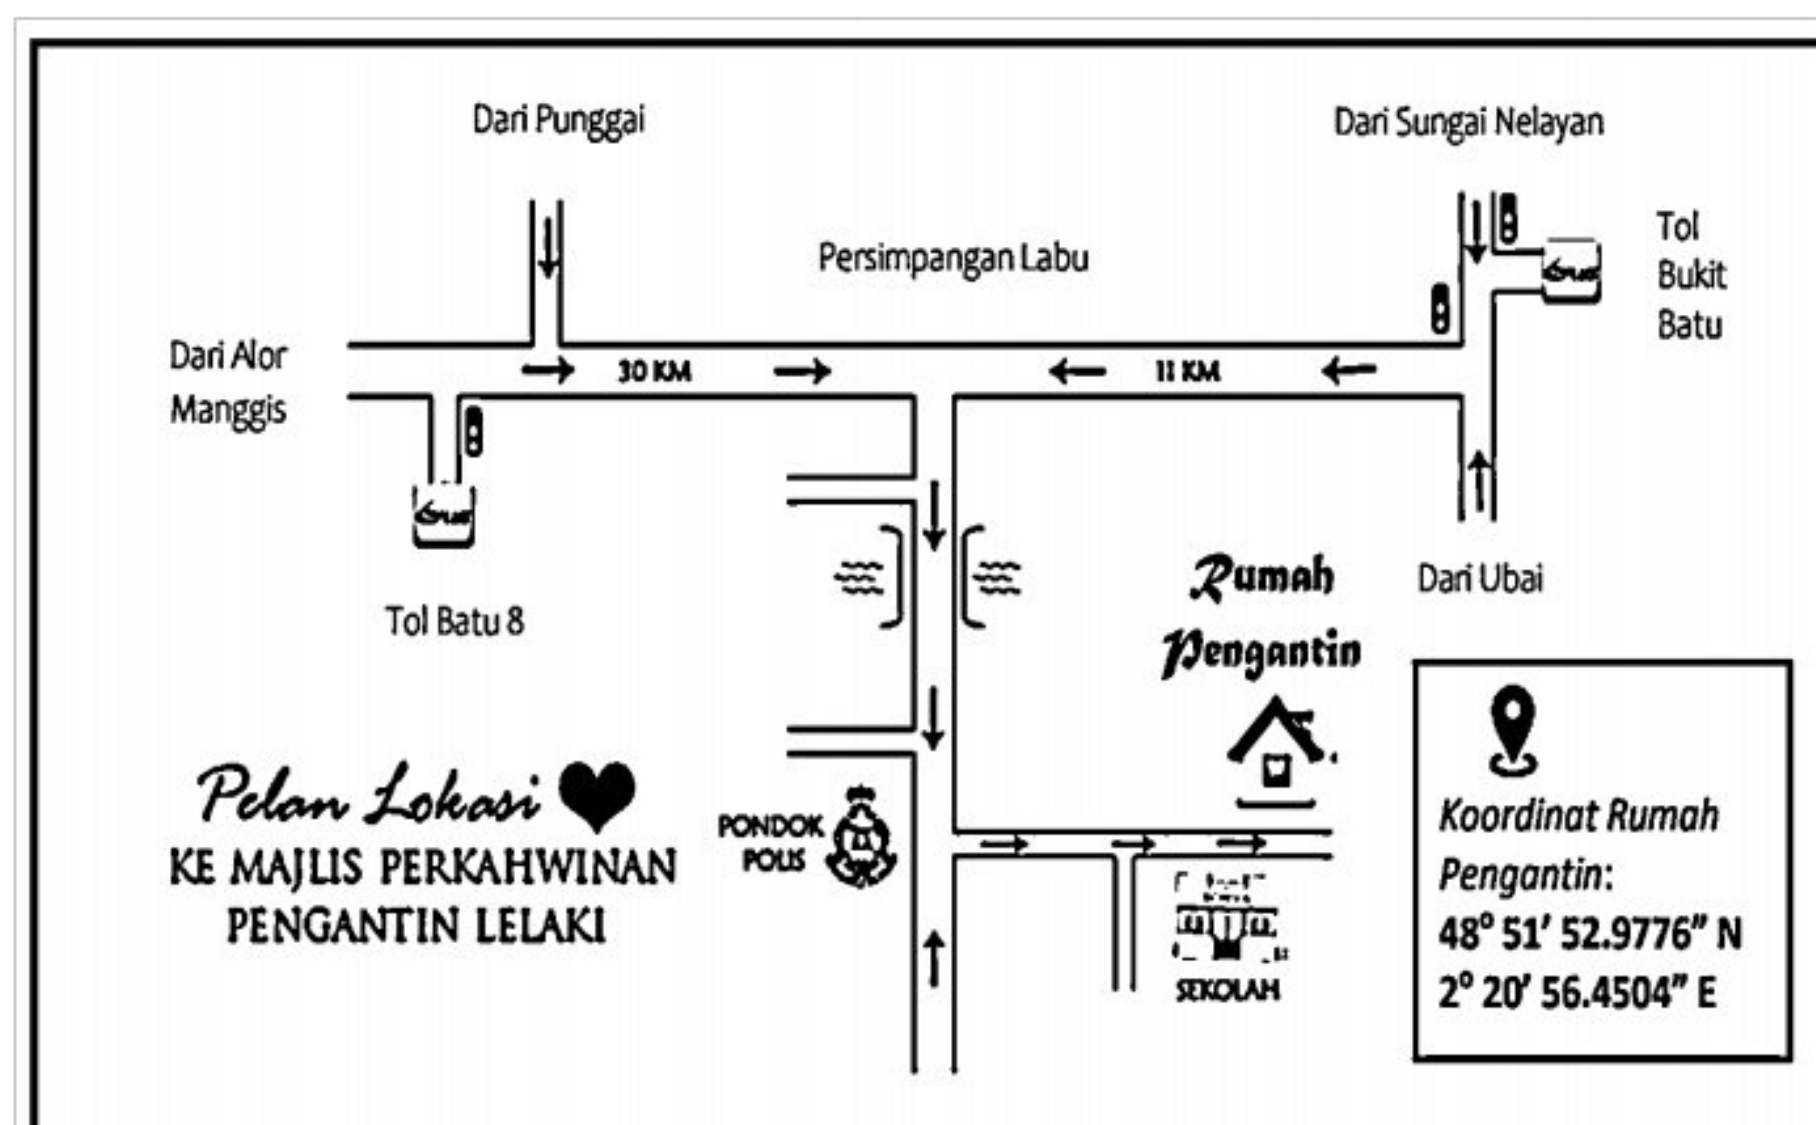 Dari Punggai
Dari Sungai Nelayan
Tol
Bukit
Batu
Persimpangan Labu
Dari Alor
Manggis
30 KM
11 KM
Tol Batu 8
Rumah
Pengantin
Dari Ubai
Pelan Lokasi
KE MAJLIS PERKAHWINAN
PENGANTIN LELAKI
PONDOK
POLIS
SEKOLAH
Koordinat Rumah
Pengantin:
48° 51' 52.9776" N
2° 20' 56.4504" E